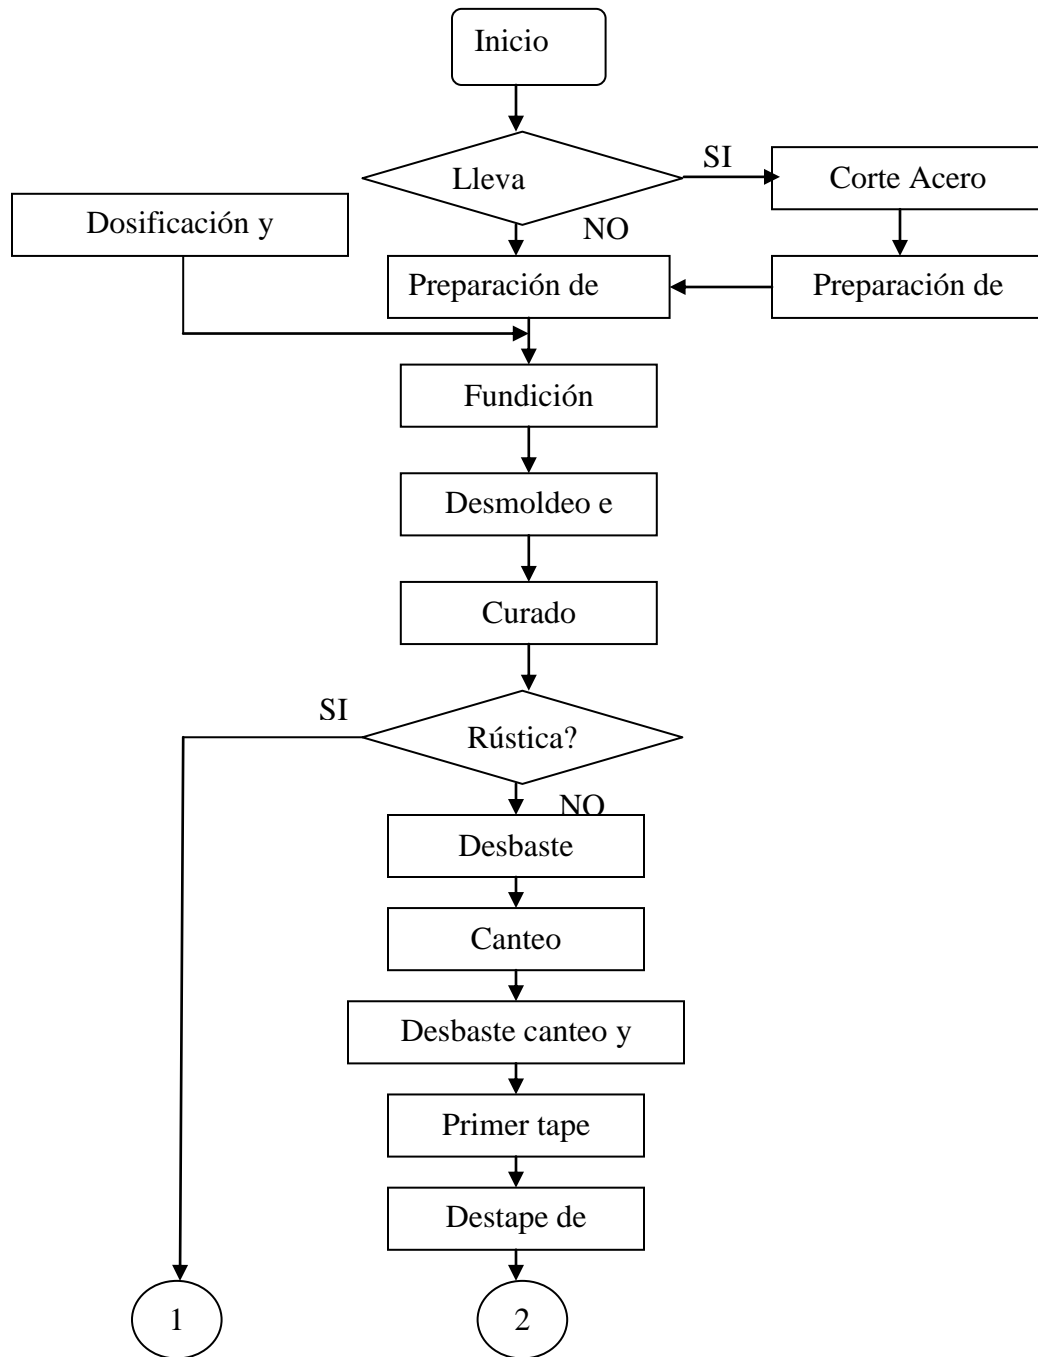 Inicio
Lleva
SI
Corte Acero
Dosificación y
NO
Preparación de
Preparación de
Fundición
Desmoldeo e
Curado
SI
Rústica?
NO
Desbaste
Canteo
Desbaste canteo y
Primer tape
Destape de
1
2